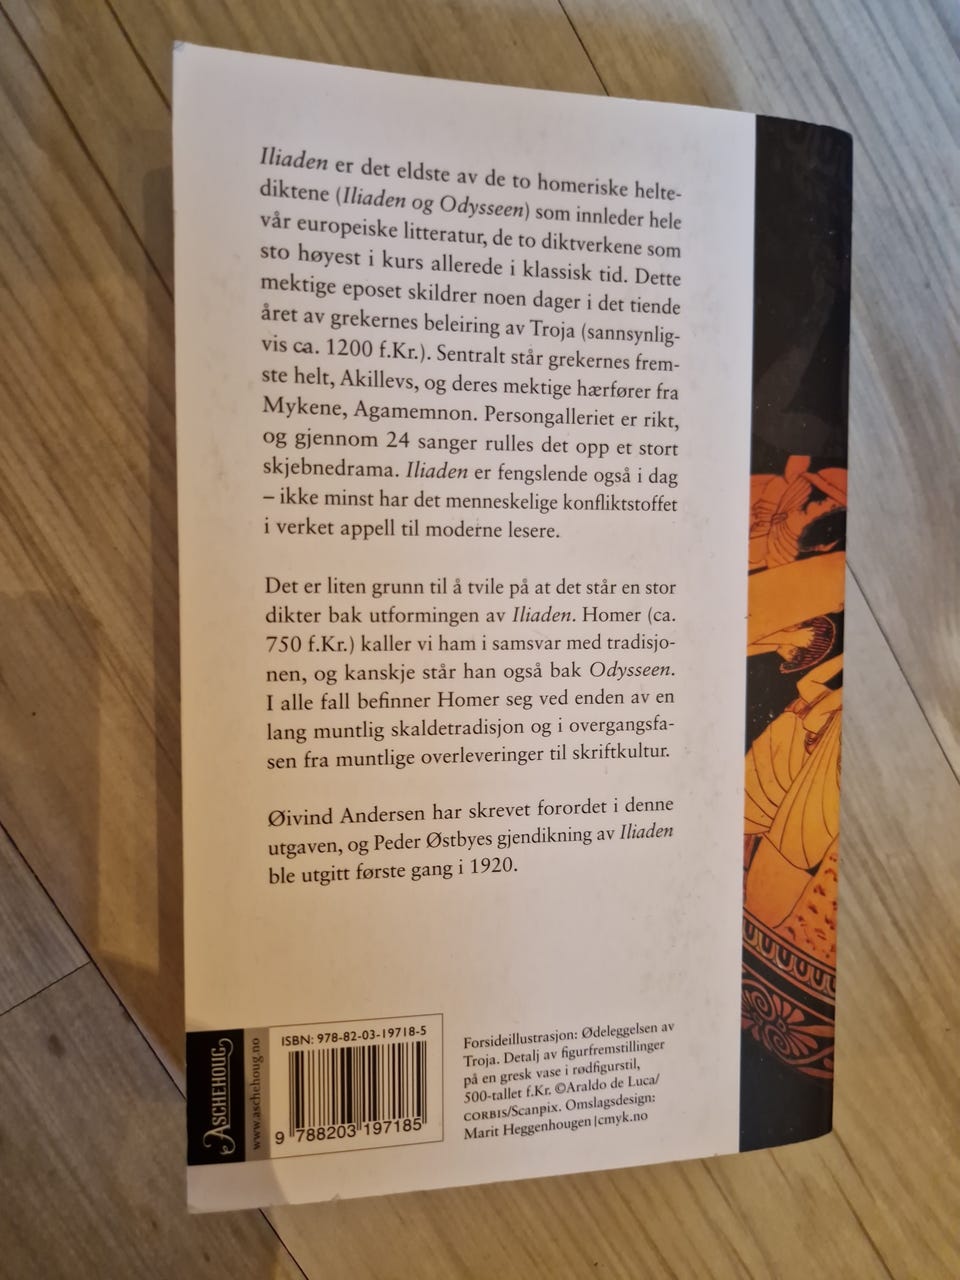 Iliaden er det eldste av de to homeriske helte-
diktene (Iliaden og Odysseen) som innleder hele
vår europeiske litteratur, de to diktverkene som
sto høyest i kurs allerede i klassisk tid. Dette
mektige eposet skildrer noen dager i det tiende
året av grekernes beleiring av Troja (sannsynlig-
vis ca. 1200 f.Kr.). Sentralt står grekernes frem-
ste helt, Akillevs, og deres mektige hærfører fra
Mykene, Agamemnon. Persongalleriet er rikt,
og gjennom 24 sanger rulles det opp et stort
skjebnedrama. Iliaden er fengslende også i dag
– ikke minst har det menneskelige konfliktstoffet
i verket appell til moderne lesere.
Det er liten grunn til å tvile på at det står en stor
dikter bak utformingen av Iliaden. Homer (ca.
750 f.Kr.) kaller vi ham i samsvar med tradisjo-
nen, og kanskje står han også bak Odysseen.
I alle fall befinner Homer seg ved enden av en
lang muntlig skaldetradisjon og i overgangsfa-
sen fra muntlige overleveringer til skriftkultur.
Øivind Andersen har skrevet forordet i denne
utgaven, og Peder Østbyes gjendikning av Iliaden
ble utgitt første gang i 1920.
ASCHEHOUG
www.aschehoug.no
ISBN: 978-82-03-19718-5
9 788203 197185
Forsideillustrasjon: Ødeleggelsen av
Troja. Detalj av figurfremstillinger
på en gresk vase i rødfigurstil,
500-tallet f.Kr. ©Araldo de Luca/
CORBIS/Scanpix. Omslagsdesign:
Marit Heggenhougen | cmyk.no